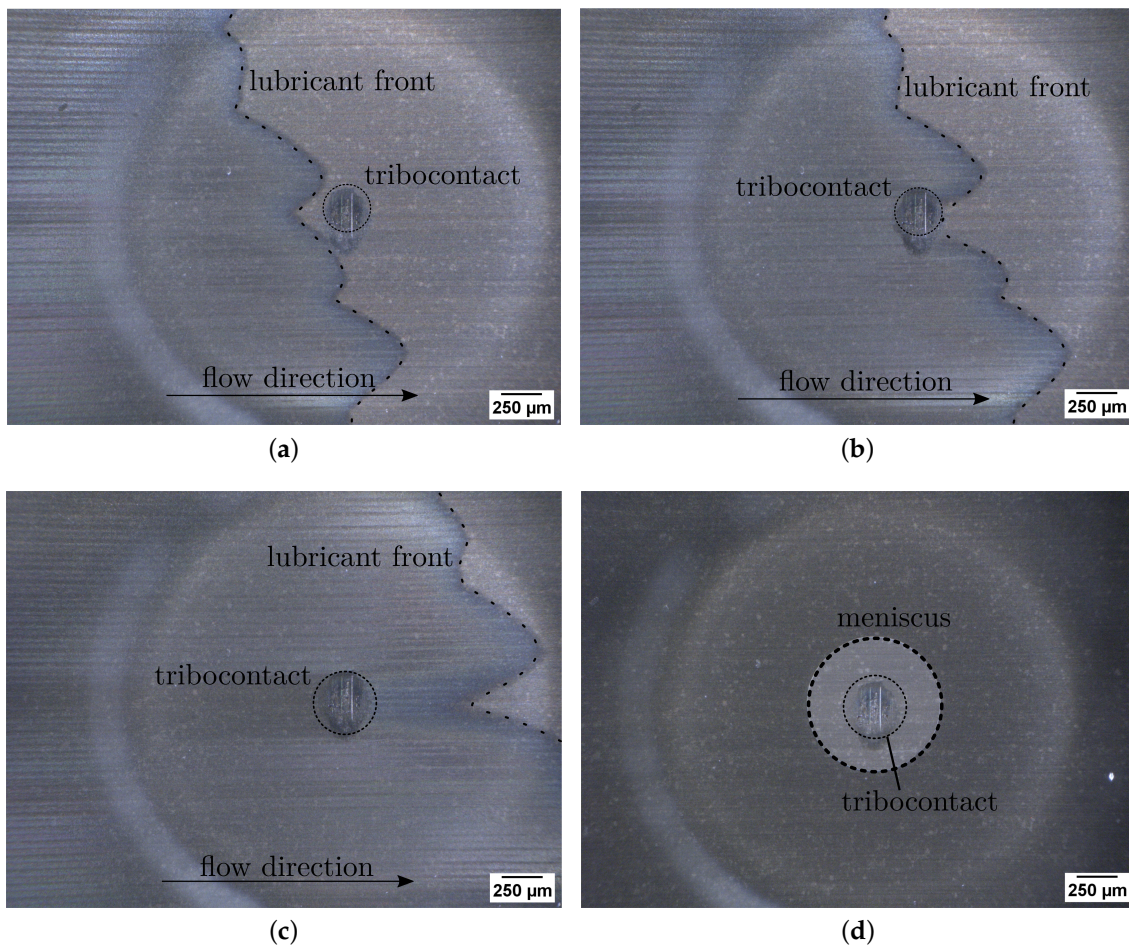 lubricant front
tribocontact
flow direction
250 µm
(a)
lubricant front
tribocontact
flow direction
250 µm
(b)
lubricant front
tribocontact
flow direction
250 µm
(c)
meniscus
tribocontact
250 µm
(d)